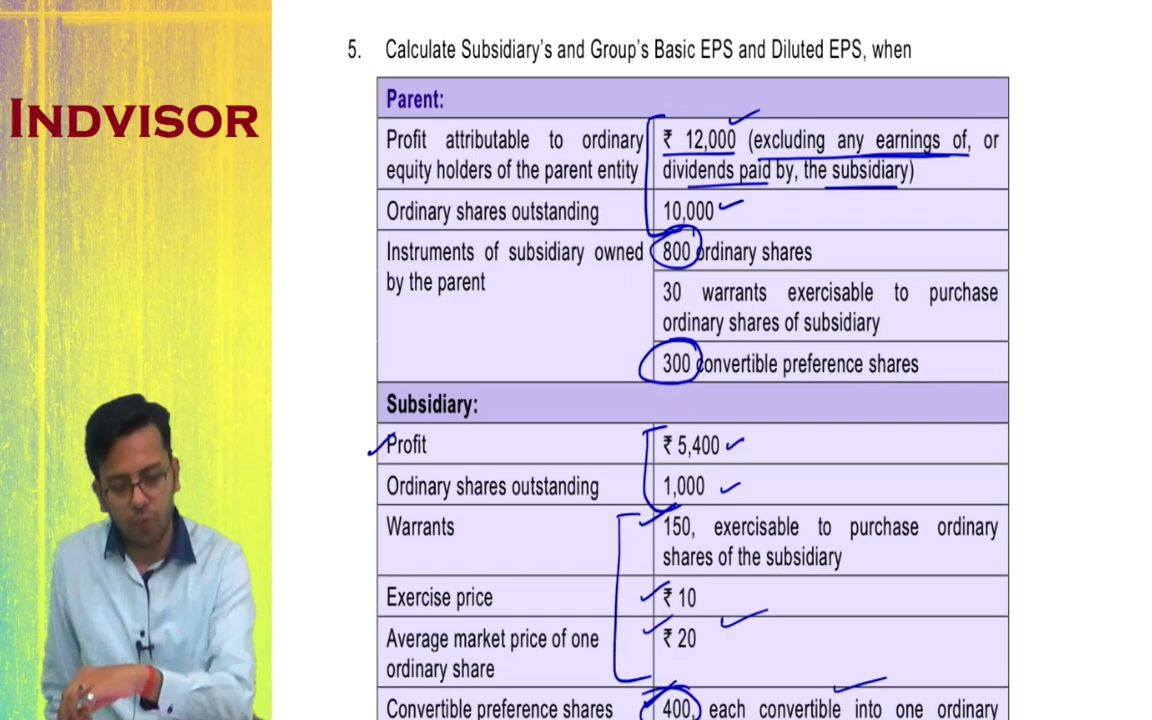 INDVISOR
5. Calculate Subsidiary's and Group's Basic EPS and Diluted EPS, when
Parent:
Profit attributable to ordinary equity holders of the parent entity
₹ 12,000 (excluding any earnings of, or dividends paid by, the subsidiary)
Ordinary shares outstanding
10,000
Instruments of subsidiary owned by the parent
800 ordinary shares
30 warrants exercisable to purchase ordinary shares of subsidiary
300 convertible preference shares
Subsidiary:
Profit
₹ 5,400
Ordinary shares outstanding
1,000
Warrants
150, exercisable to purchase ordinary shares of the subsidiary
Exercise price
₹ 10
Average market price of one ordinary share
₹ 20
Convertible preference shares
400, each convertible into one ordinary